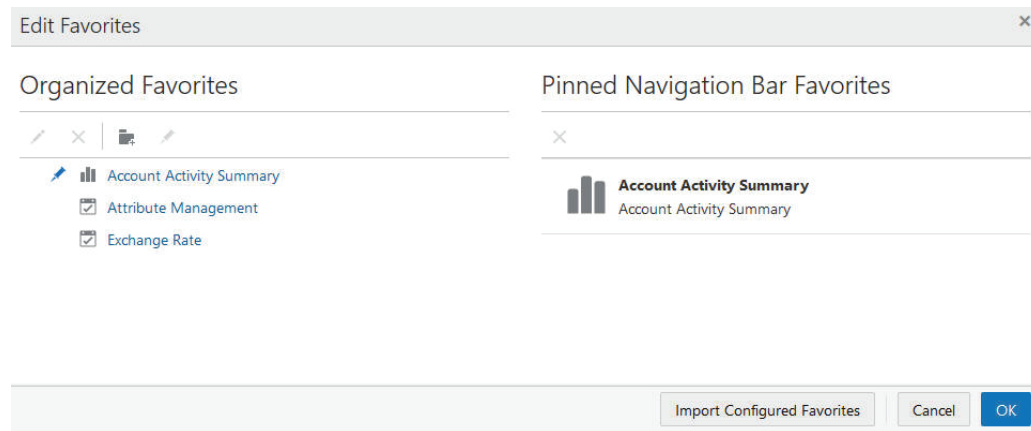 Edit Favorites
Organized Favorites
Account Activity Summary
Attribute Management
Exchange Rate
Pinned Navigation Bar Favorites
Account Activity Summary
Account Activity Summary
Import Configured Favorites
Cancel
OK